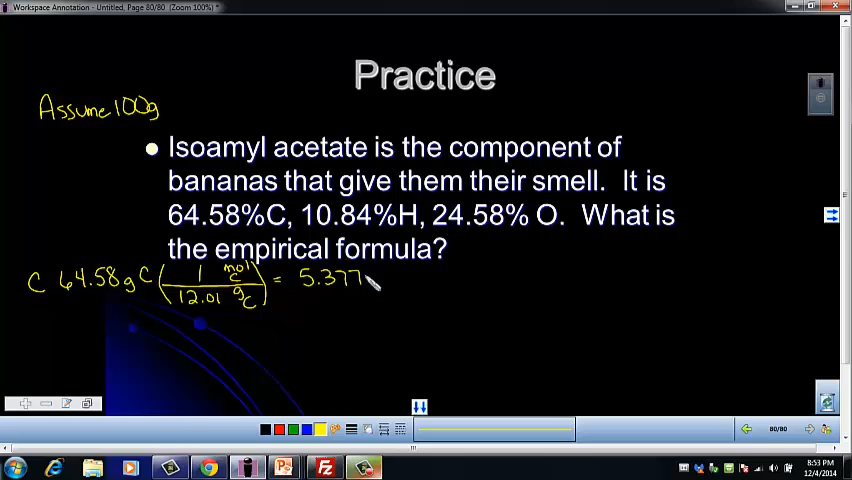 Workspace Annotation - Untitled, Page 80/80 (Zoom 100%) *
Practice
Assume 100g
Isoamyl acetate is the component of
bananas that give them their smell. It is
64.58%C, 10.84%H, 24.58% O. What is
the empirical formula?
C 64.58g C (1 mol C / 12.01 g C) = 5.377
80/80
8:53 PM
12/4/2014